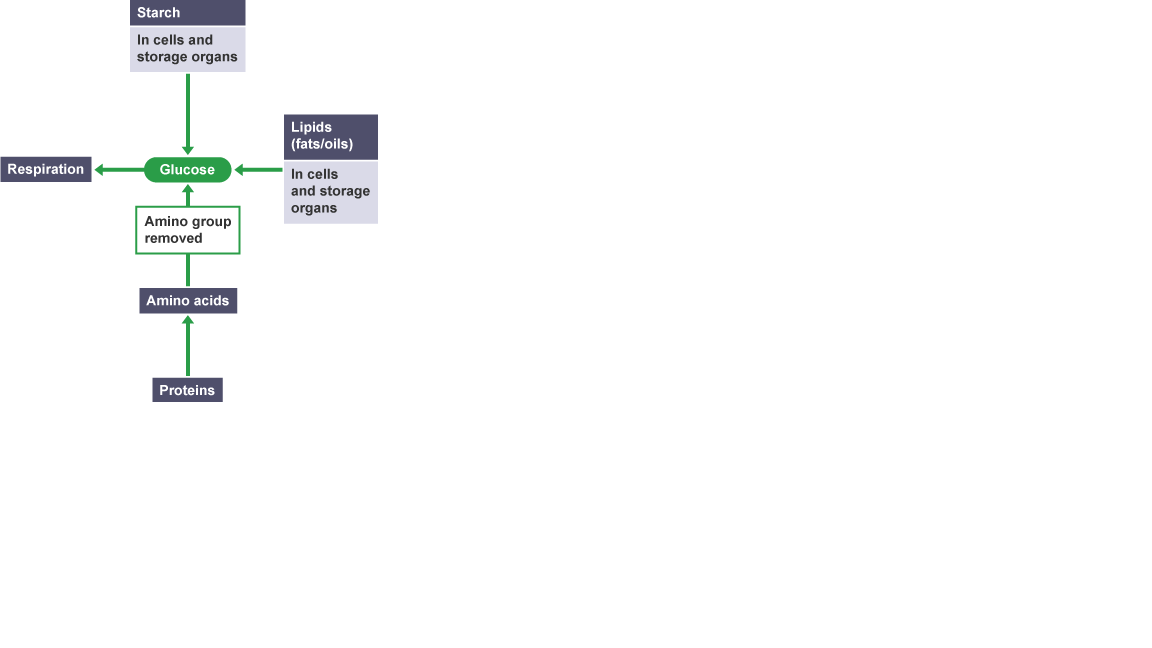 Starch
In cells and
storage organs
Lipids
(fats/oils)
Respiration
Glucose
In cells
and storage
organs
Amino group
removed
Amino acids
Proteins